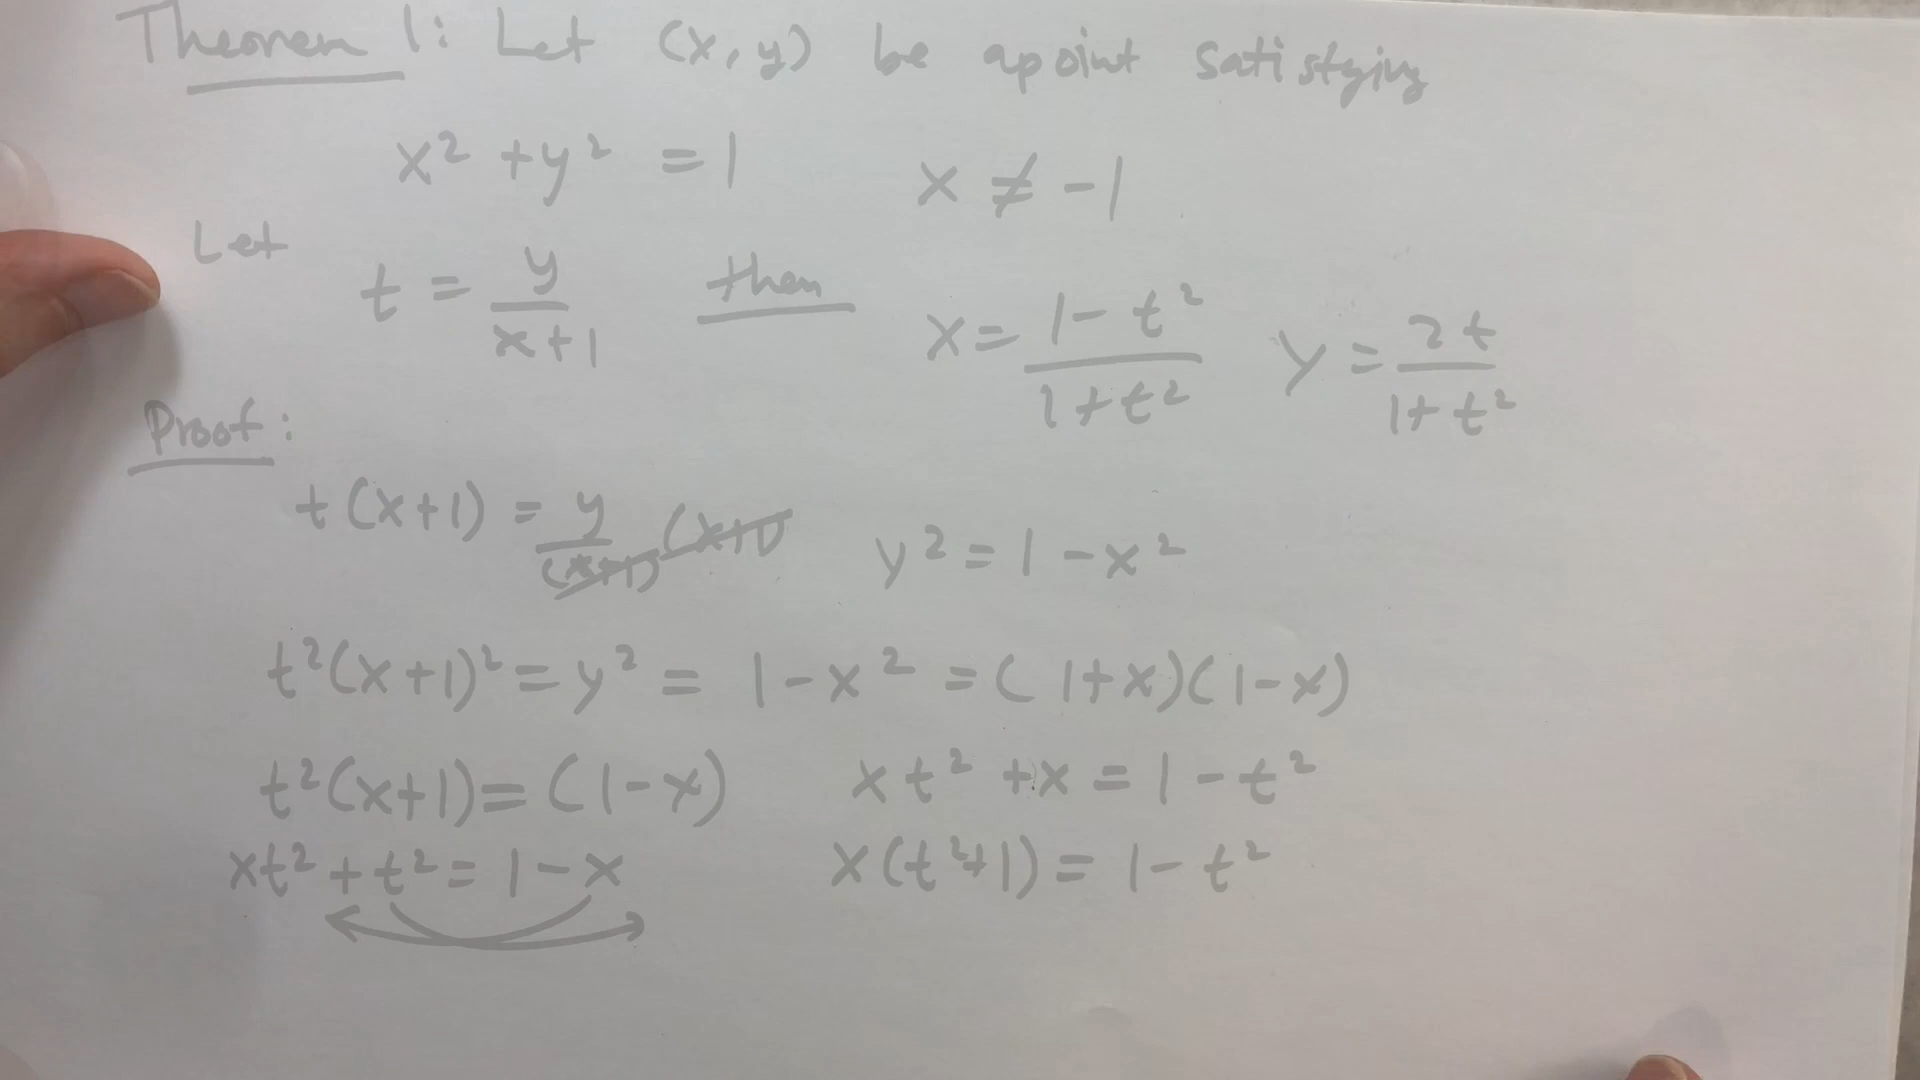 Theorem 1: Let (x, y) be a point satisfying
x² + y² = 1 x ≠ -1
Let t = y/(x+1) then x = (1 - t²)/(1 + t²) y = 2t/(1 + t²)
Proof:
t(x+1) = y/(x+1) (x+1) y² = 1 - x²
t²(x+1)² = y² = 1 - x² = (1+x)(1-x)
t²(x+1) = (1-x) xt² + x = 1 - t²
xt² + t² = 1 - x x(t²+1) = 1 - t²